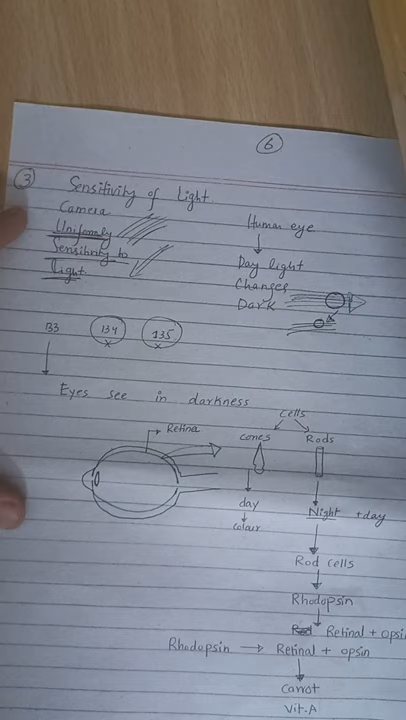 6
3 Sensitivity of light
Camera
Uniformly
Sensitivity to
light
Human eye
Day light
Changes
Dark
133 134 135
Eyes see in darkness
Retina
cells
cones Rods
day
colour
Night + day
Rod cells
Rhodopsin
Retinal + opsin
Rhodopsin → Retinal + opsin
Carrot
Vit. A